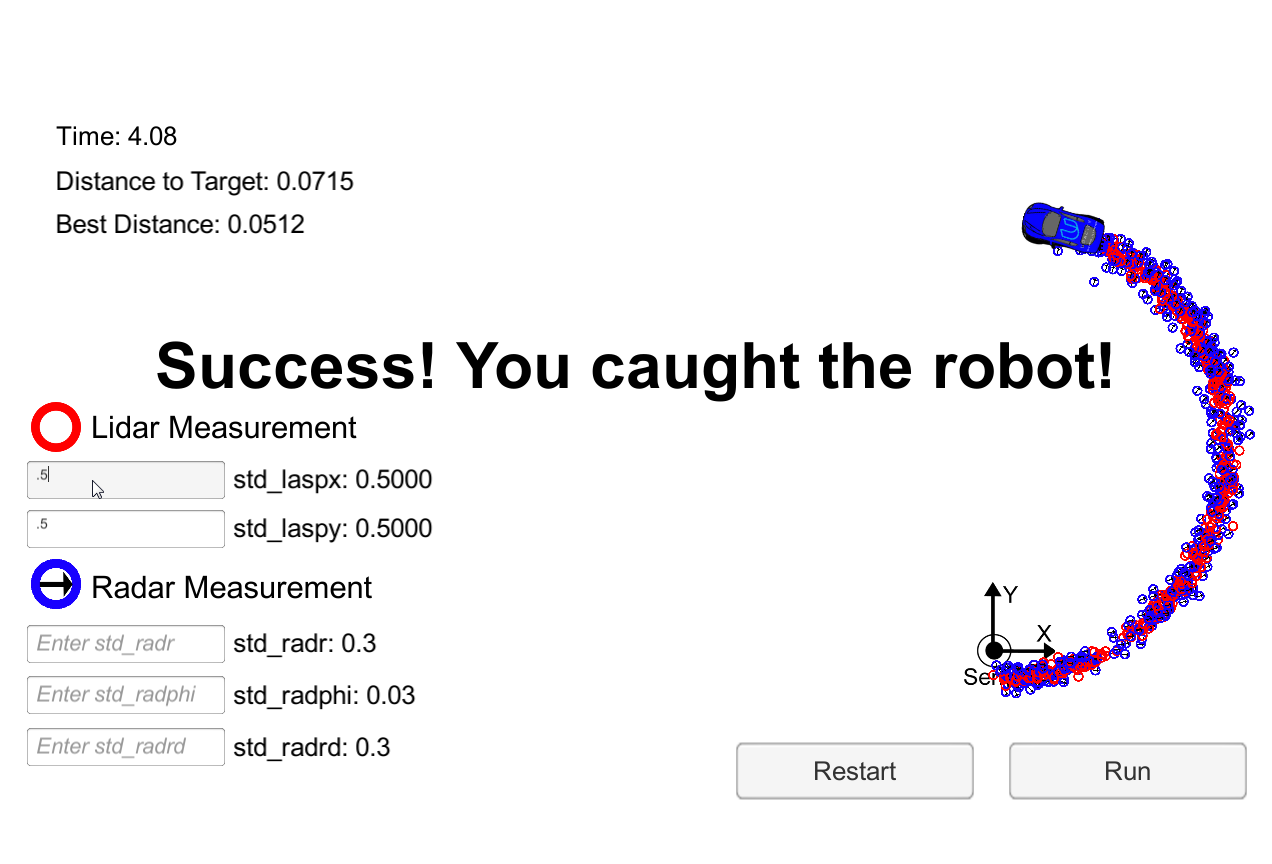 Time: 4.08
Distance to Target: 0.0715
Best Distance: 0.0512
Success! You caught the robot!
Lidar Measurement
.5 std_laspx: 0.5000
.5 std_laspy: 0.5000
Radar Measurement
Enter std_radr std_radr: 0.3
Enter std_radphi std_radphi: 0.03
Enter std_radrd std_radrd: 0.3
Y
X
Restart
Run